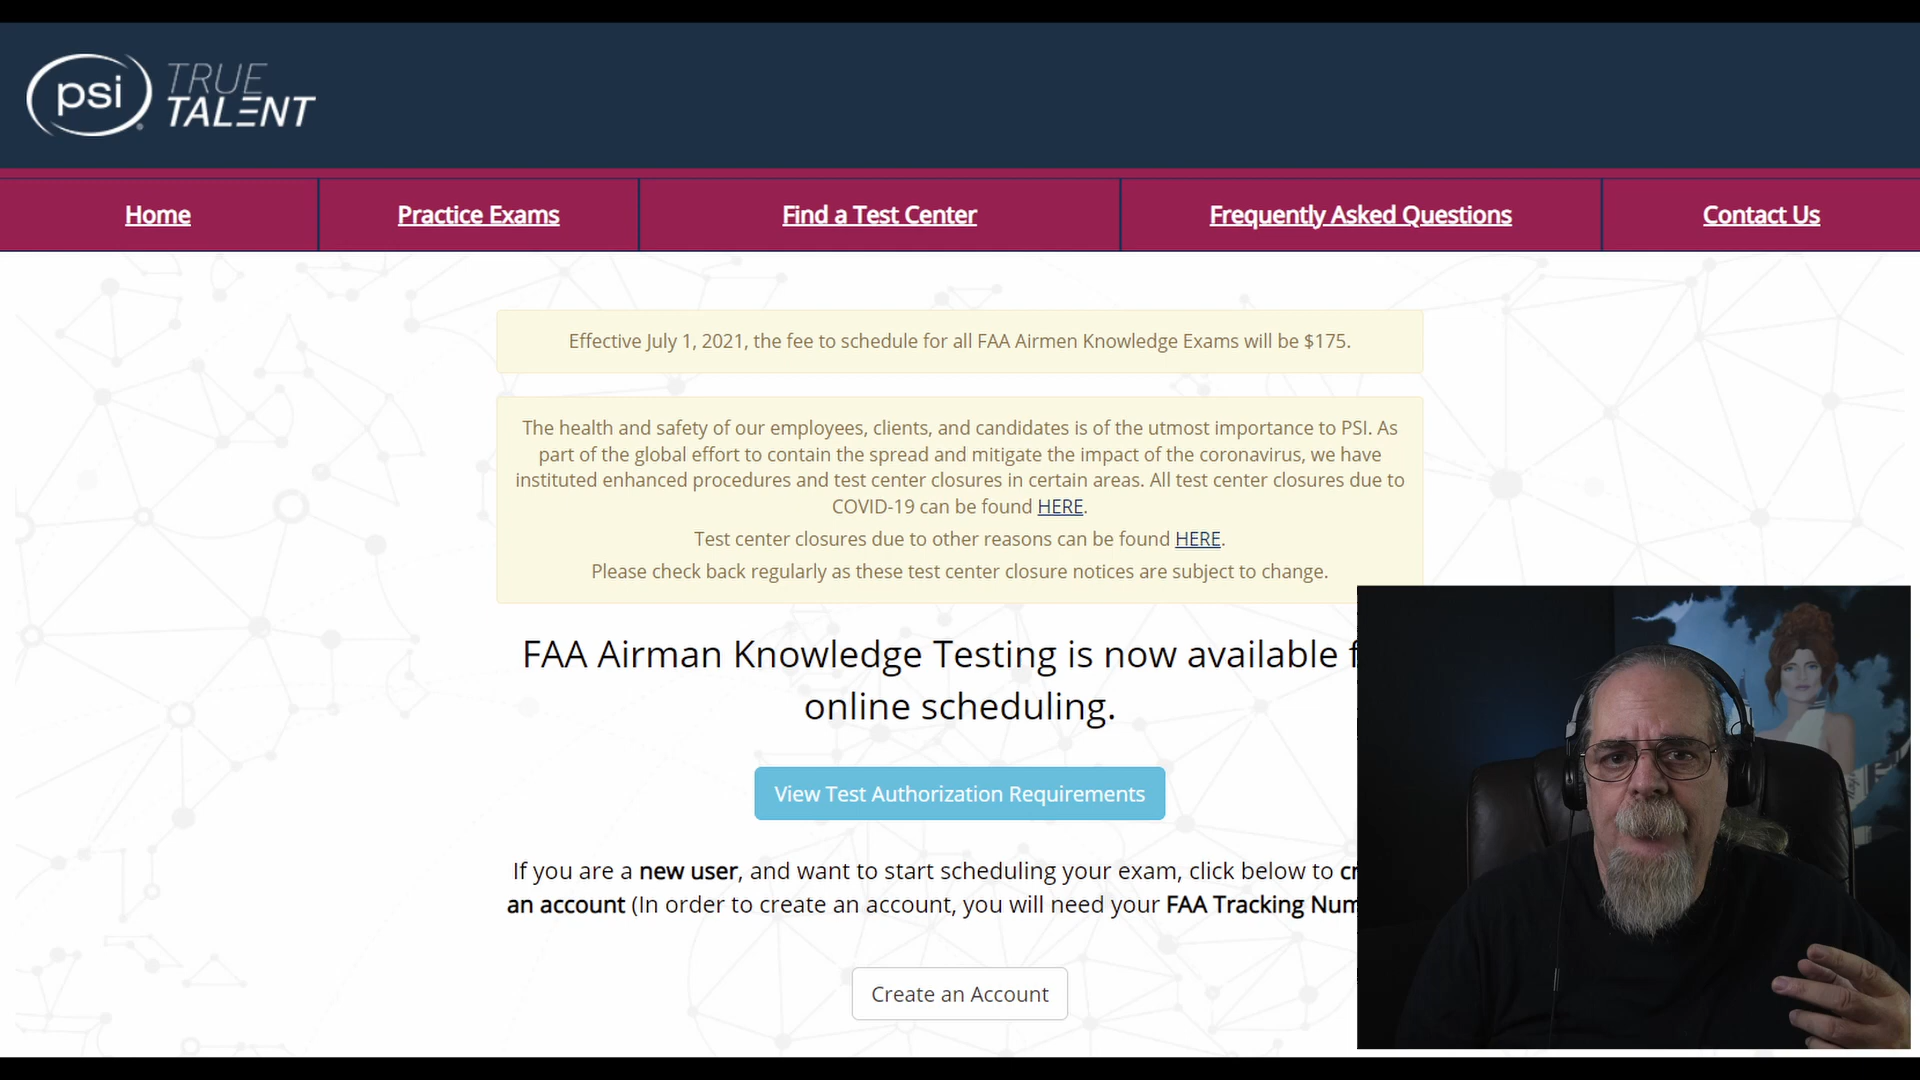 psi TRUE
TALENT
Home Practice Exams Find a Test Center Frequently Asked Questions Contact Us
Effective July 1, 2021, the fee to schedule for all FAA Airmen Knowledge Exams will be $175.
The health and safety of our employees, clients, and candidates is of the utmost importance to PSI. As
part of the global effort to contain the spread and mitigate the impact of the coronavirus, we have
instituted enhanced procedures and test center closures in certain areas. All test center closures due to
COVID-19 can be found HERE.
Test center closures due to other reasons can be found HERE.
Please check back regularly as these test center closure notices are subject to change.
FAA Airman Knowledge Testing is now available
online scheduling.
View Test Authorization Requirements
If you are a new user, and want to start scheduling your exam, click below to
an account (In order to create an account, you will need your FAA Tracking
Create an Account